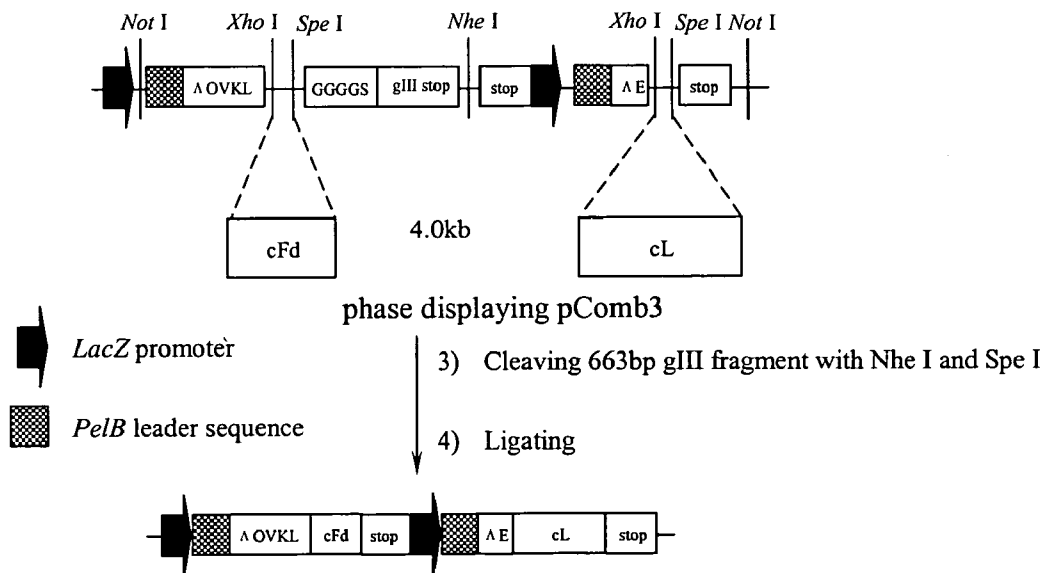 Not I Xho I Spe I Nhe I Xho I Spe I Not I
Λ OVKL GGGGS gIII stop stop Λ E stop
cFd 4.0kb cL
phase displaying pComb3
LacZ promoter
3) Cleaving 663bp gIII fragment with Nhe I and Spe I
PelB leader sequence
4) Ligating
Λ OVKL cFd stop Λ E cL stop